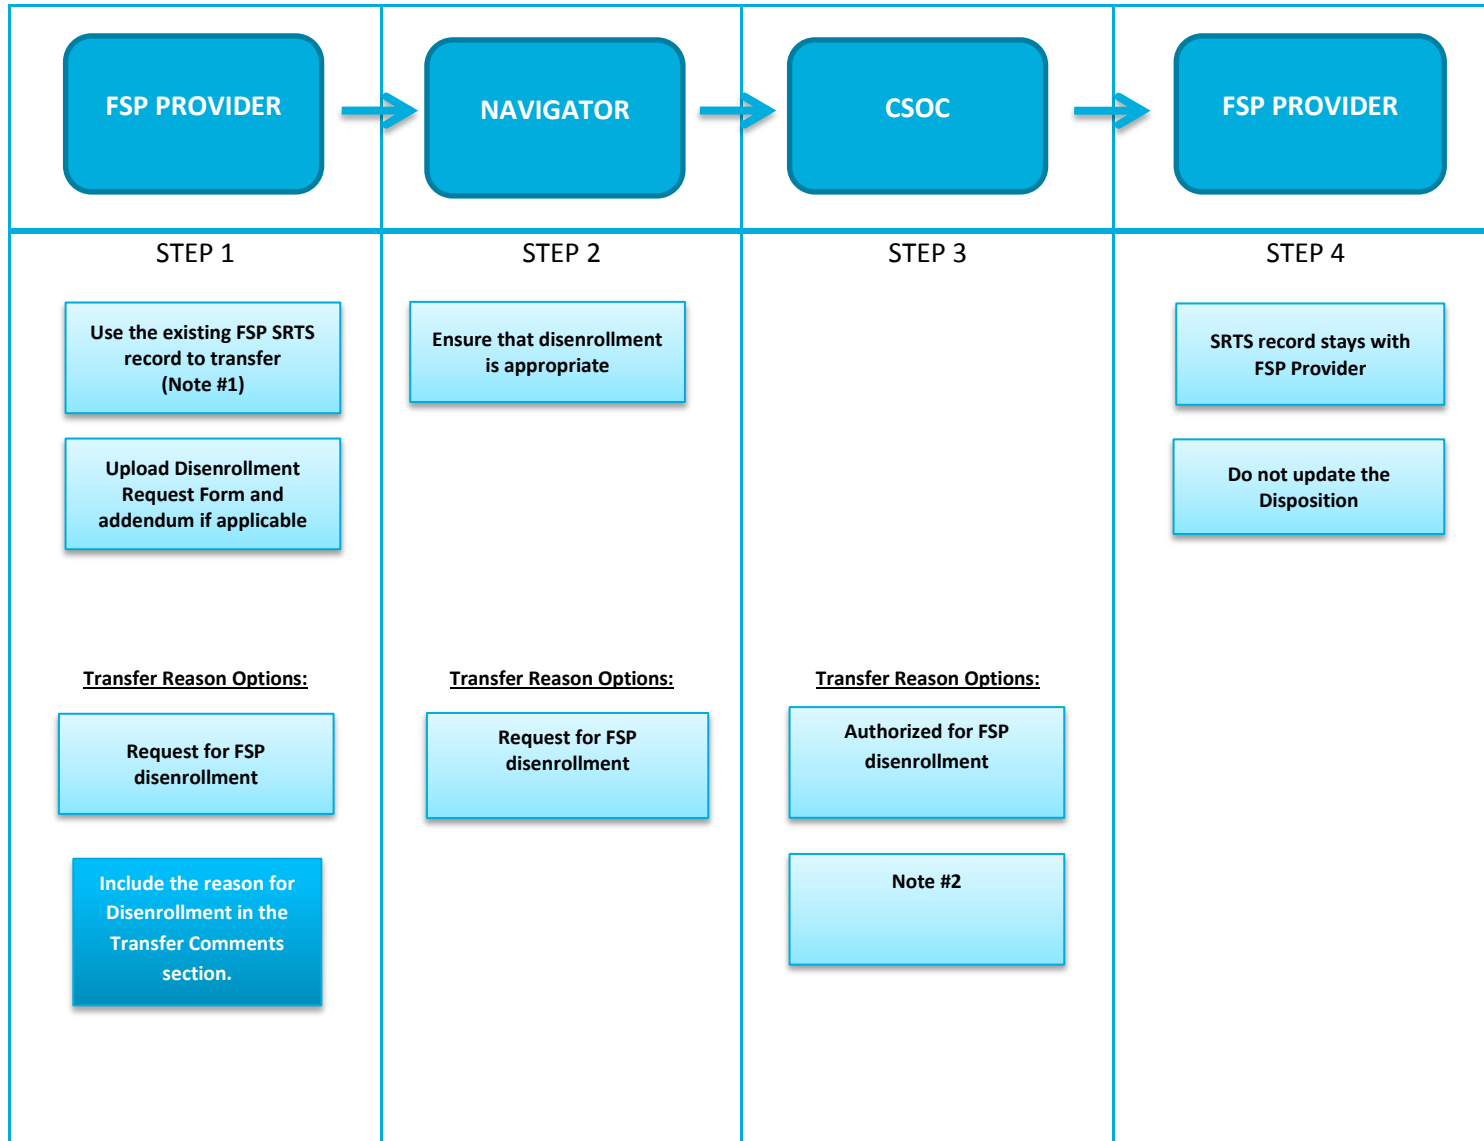 FSP PROVIDER
NAVIGATOR
CSOC
FSP PROVIDER
STEP 1
Use the existing FSP SRTS
record to transfer
(Note #1)
Upload Disenrollment
Request Form and
addendum if applicable
Transfer Reason Options:
Request for FSP
disenrollment
Include the reason for
Disenrollment in the
Transfer Comments
section.
STEP 2
Ensure that disenrollment
is appropriate
Transfer Reason Options:
Request for FSP
disenrollment
STEP 3
Transfer Reason Options:
Authorized for FSP
disenrollment
Note #2
STEP 4
SRTS record stays with
FSP Provider
Do not update the
Disposition